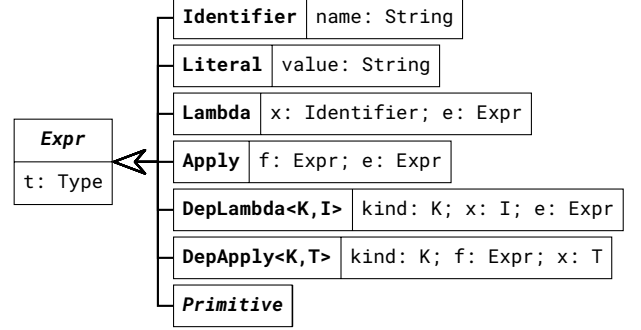 Identifier name: String
Literal value: String
Lambda x: Identifier; e: Expr
Expr
Apply f: Expr; e: Expr
t: Type
DepLambda<K,I> kind: K; x: I; e: Expr
DepApply<K,T> kind: K; f: Expr; x: T
Primitive